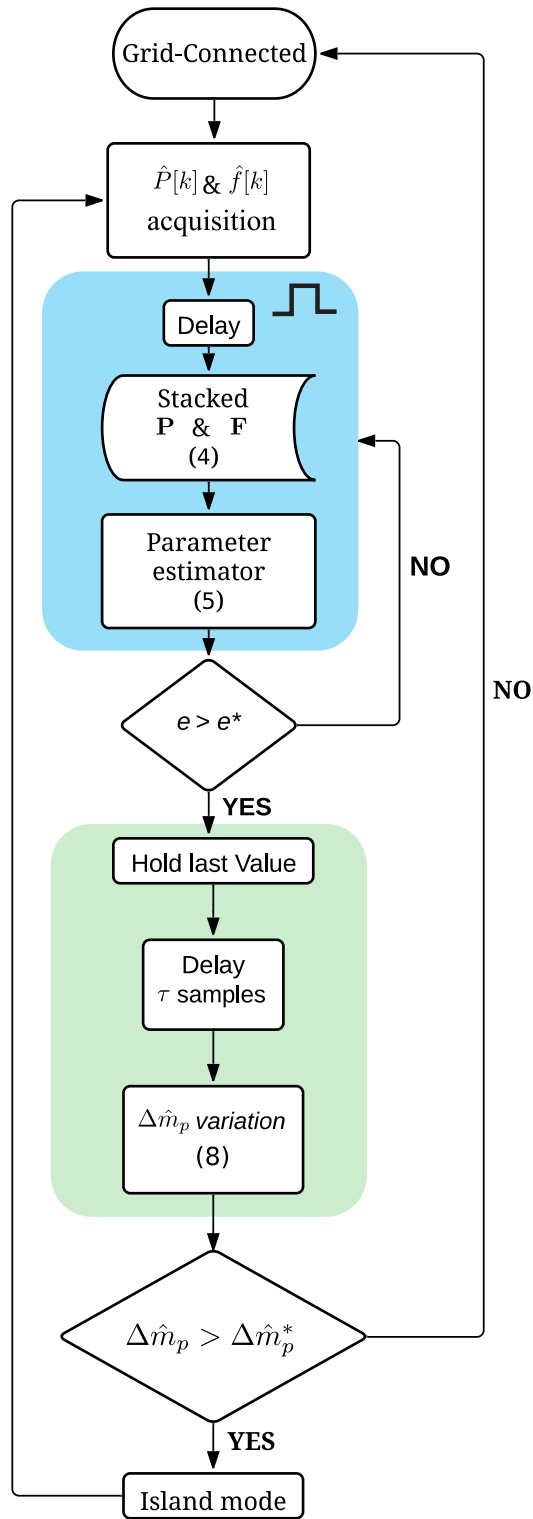 Grid-Connected
P̂[k] & f̂[k]
acquisition
Delay
Stacked
P & F
(4)
Parameter
estimator
(5)
NO
e > e*
NO
YES
Hold last Value
Delay
τ samples
Δm̂ₚ variation
(8)
Δm̂ₚ > Δm̂ₚ*
YES
Island mode